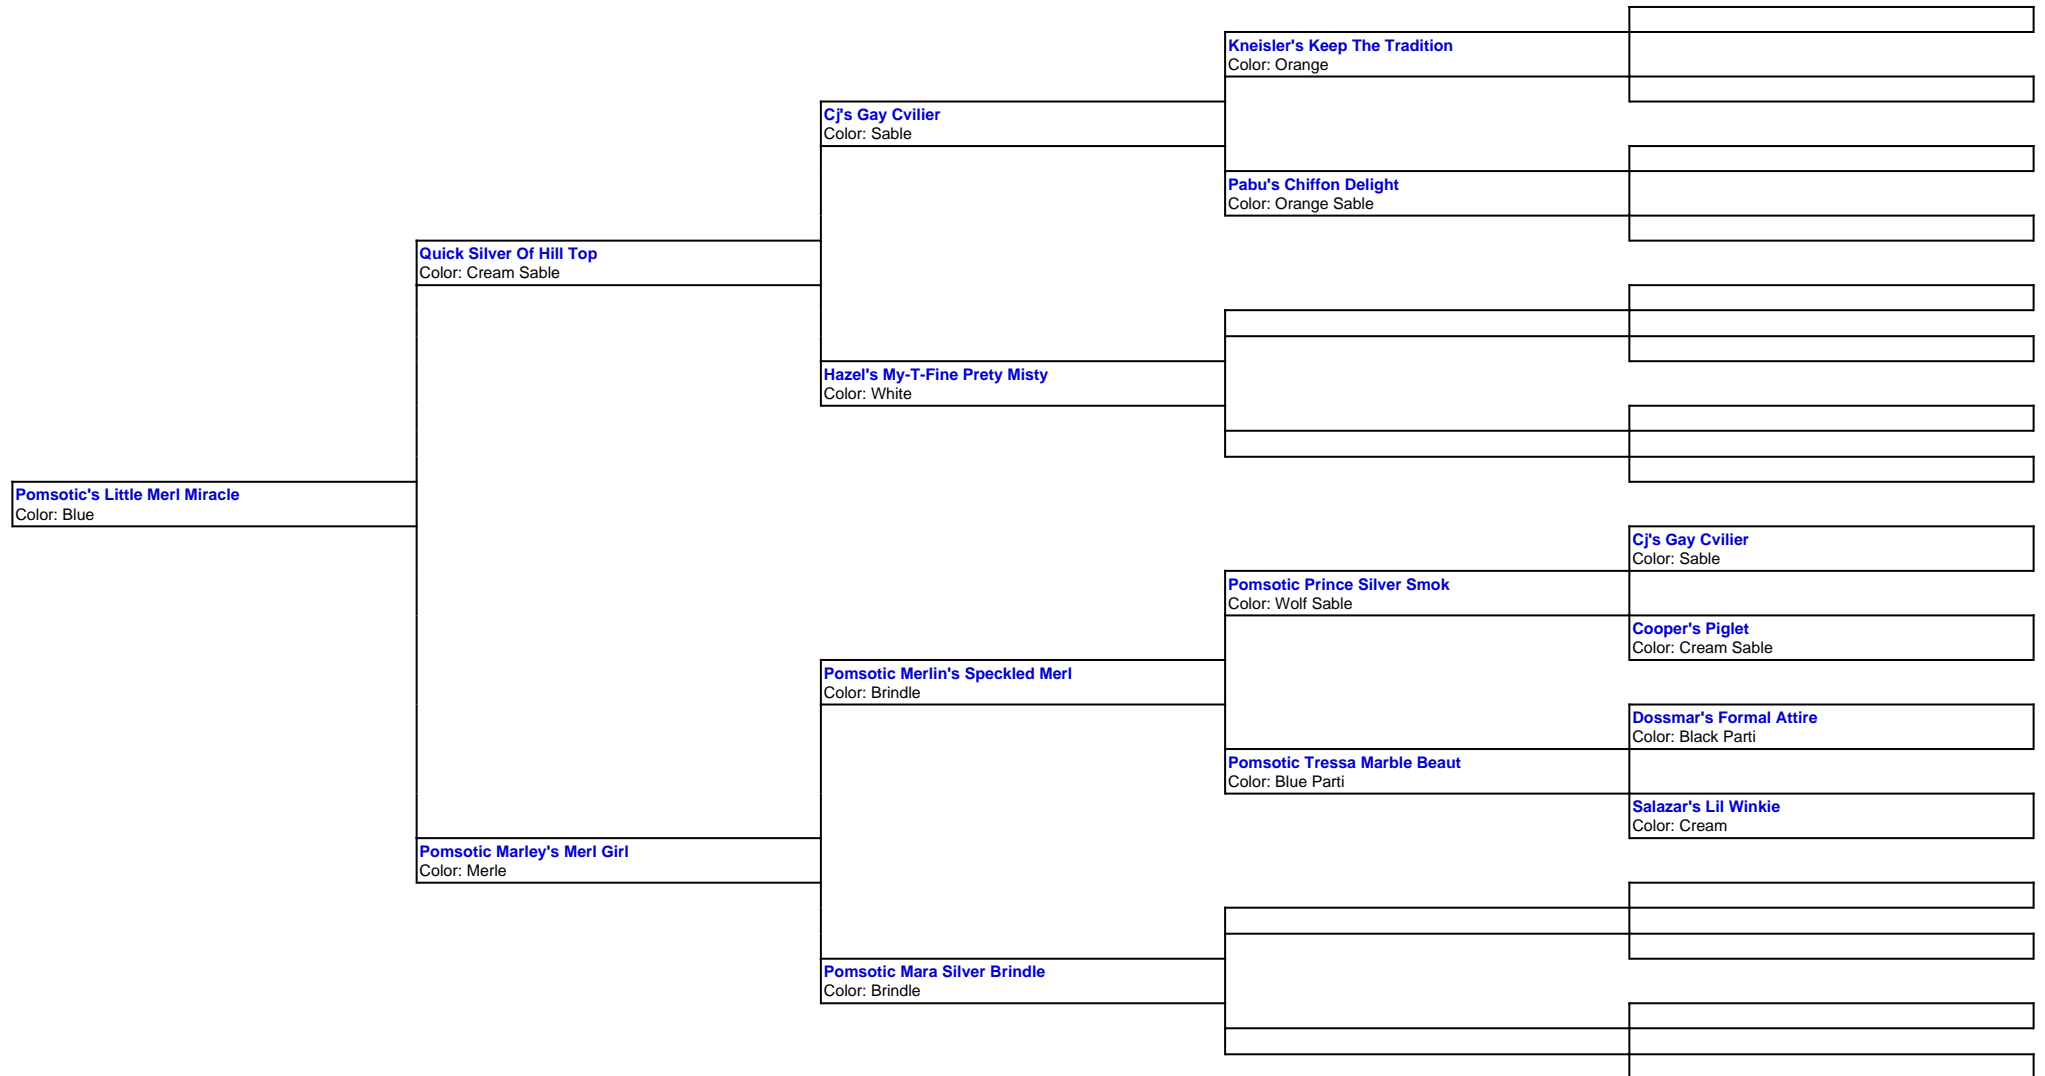 Kneisler's Keep The Tradition
Color: Orange
Cj's Gay Cvilier
Color: Sable
Pabu's Chiffon Delight
Color: Orange Sable
Quick Silver Of Hill Top
Color: Cream Sable
Hazel's My-T-Fine Prety Misty
Color: White
Pomsotic's Little Merl Miracle
Color: Blue
Cj's Gay Cvilier
Color: Sable
Pomsotic Prince Silver Smok
Color: Wolf Sable
Cooper's Piglet
Color: Cream Sable
Pomsotic Merlin's Speckled Merl
Color: Brindle
Dossmar's Formal Attire
Color: Black Parti
Pomsotic Tressa Marble Beaut
Color: Blue Parti
Salazar's Lil Winkie
Color: Cream
Pomsotic Marley's Merl Girl
Color: Merle
Pomsotic Mara Silver Brindle
Color: Brindle